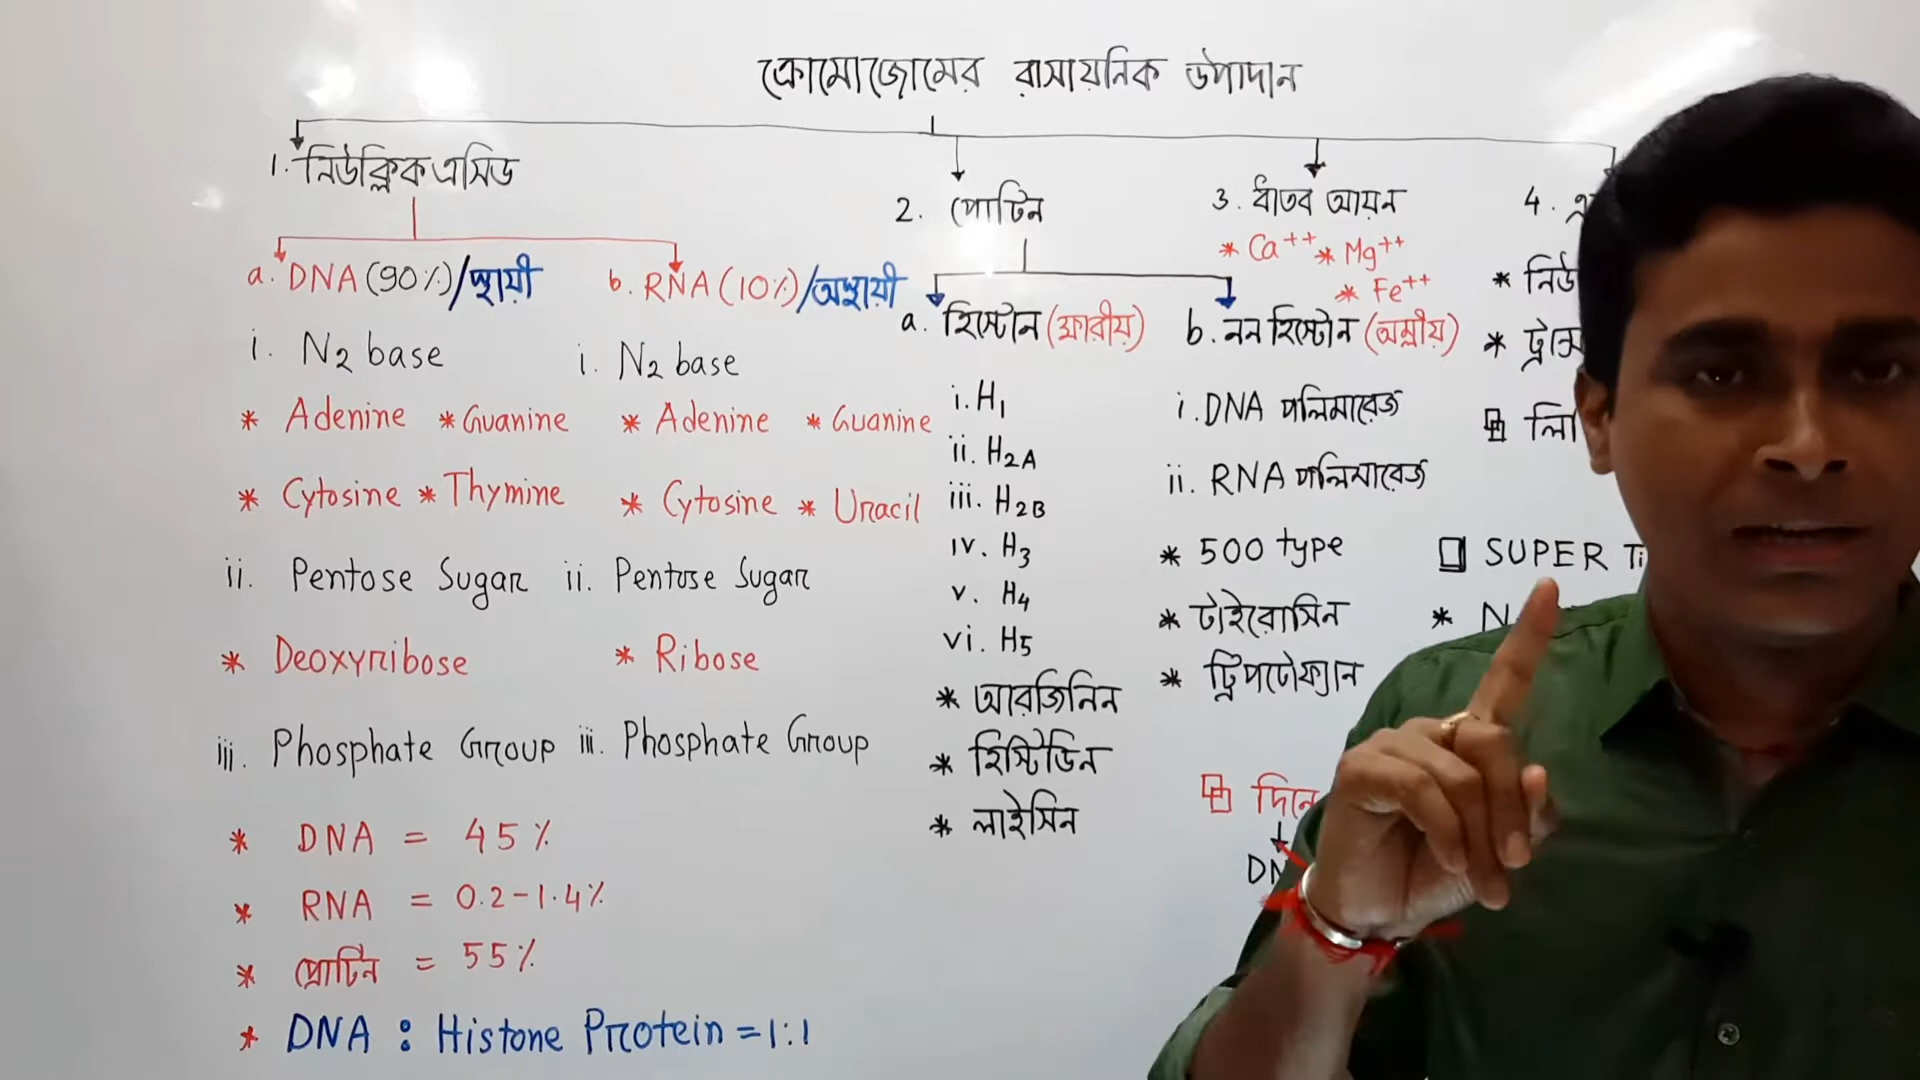 ক্রোমোজোমের রাসায়নিক উপাদান
1. নিউক্লিক এসিড
a. DNA (90%)/স্থায়ী
i. N2 base
* Adenine * Guanine
* Cytosine * Thymine
ii. Pentose Sugar
* Deoxyribose
iii. Phosphate Group
b. RNA (10%)/অস্থায়ী
i. N2 base
* Adenine * Guanine
* Cytosine * Uracil
ii. Pentose Sugar
* Ribose
iii. Phosphate Group
* DNA = 45%
* RNA = 0.2-1.4%
* প্রোটিন = 55%
* DNA : Histone Protein = 1:1
2. প্রোটিন
a. হিস্টোন (ক্ষারীয়)
i. H1
ii. H2A
iii. H2B
iv. H3
v. H4
vi. H5
* আরজিনিন
* হিস্টিডিন
* লাইসিন
b. নন হিস্টোন (অম্লীয়)
i. DNA পলিমারেজ
ii. RNA পলিমারেজ
* 500 type
* টাইরোসিন
* ট্রিপটোফ্যান
3. ধাতব আয়ন
* Ca++ * Mg++
* Fe++
4.
* নিউ
SUPER